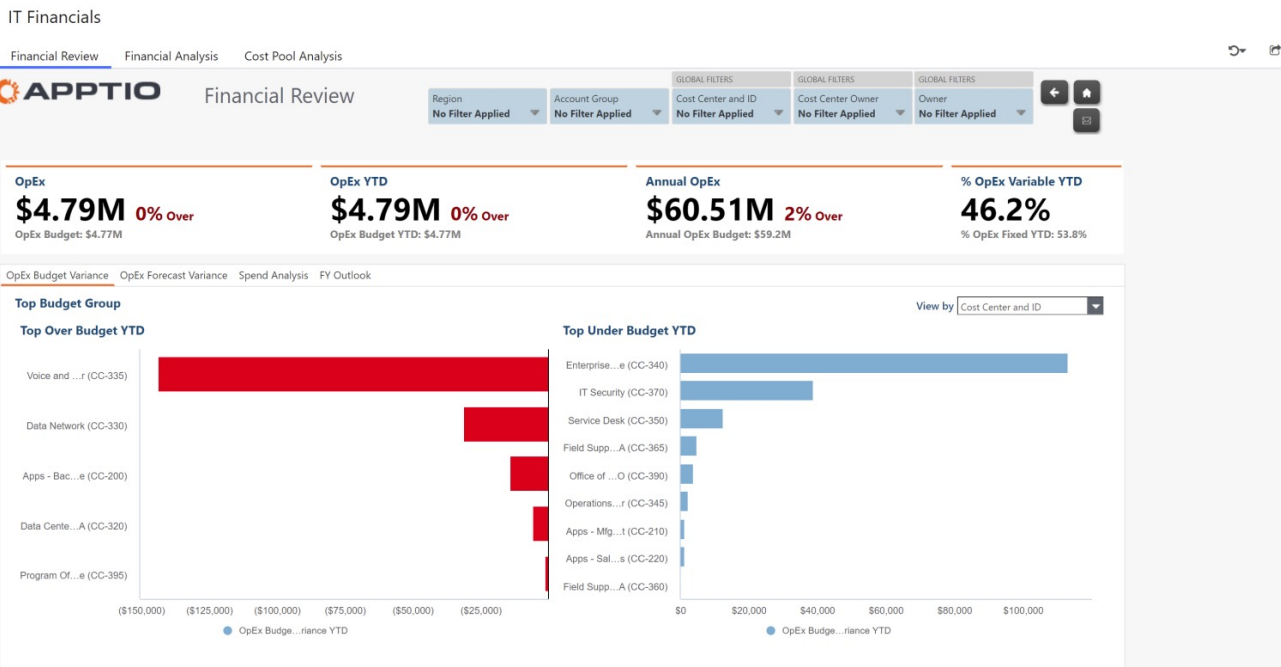 IT Financials
Financial Review Financial Analysis Cost Pool Analysis
APPTIO
Financial Review
GLOBAL FILTERS GLOBAL FILTERS GLOBAL FILTERS
Region Account Group Cost Center and ID Cost Center Owner Owner
No Filter Applied No Filter Applied No Filter Applied No Filter Applied No Filter Applied
OpEx
$4.79M 0% Over
OpEx Budget: $4.77M
OpEx YTD
$4.79M 0% Over
OpEx Budget YTD: $4.77M
Annual OpEx
$60.51M 2% Over
Annual OpEx Budget: $59.2M
% OpEx Variable YTD
46.2%
% OpEx Fixed YTD: 53.8%
OpEx Budget Variance OpEx Forecast Variance Spend Analysis FY Outlook
Top Budget Group
View by Cost Center and ID
Top Over Budget YTD
Voice and ...r (CC-335)
Data Network (CC-330)
Apps - Bac...e (CC-200)
Data Cente...A (CC-320)
Program Of...e (CC-395)
($150,000) ($125,000) ($100,000) ($75,000) ($50,000) ($25,000)
OpEx Budge...riance YTD
Top Under Budget YTD
Enterprise...e (CC-340)
IT Security (CC-370)
Service Desk (CC-350)
Field Supp...A (CC-365)
Office of ...O (CC-390)
Operations...r (CC-345)
Apps - Mfg...t (CC-210)
Apps - Sal...s (CC-220)
Field Supp...A (CC-360)
$0 $20,000 $40,000 $60,000 $80,000 $100,000
OpEx Budge...riance YTD